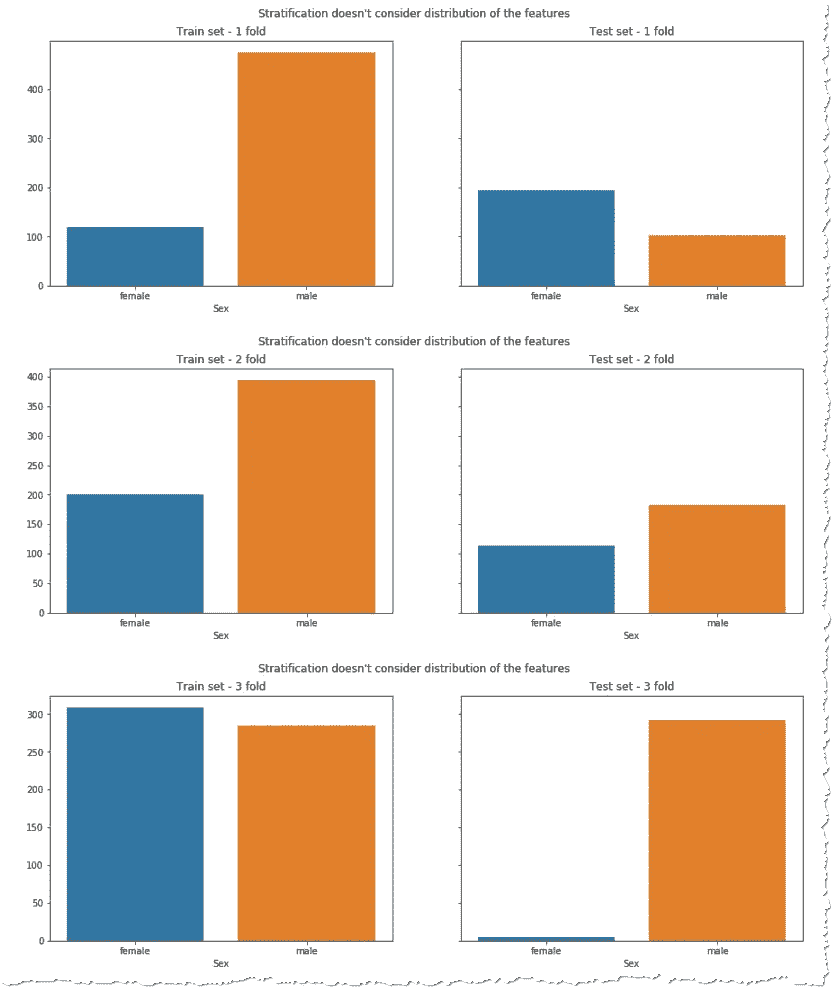 Stratification doesn't consider distribution of the features
Train set - 1 fold
Test set - 1 fold
400
300
200
100
0
female
male
Sex
female
male
Sex
Stratification doesn't consider distribution of the features
Train set - 2 fold
Test set - 2 fold
400
350
300
250
200
150
100
50
0
female
male
Sex
female
male
Sex
Stratification doesn't consider distribution of the features
Train set - 3 fold
Test set - 3 fold
300
250
200
150
100
50
0
female
male
Sex
female
male
Sex